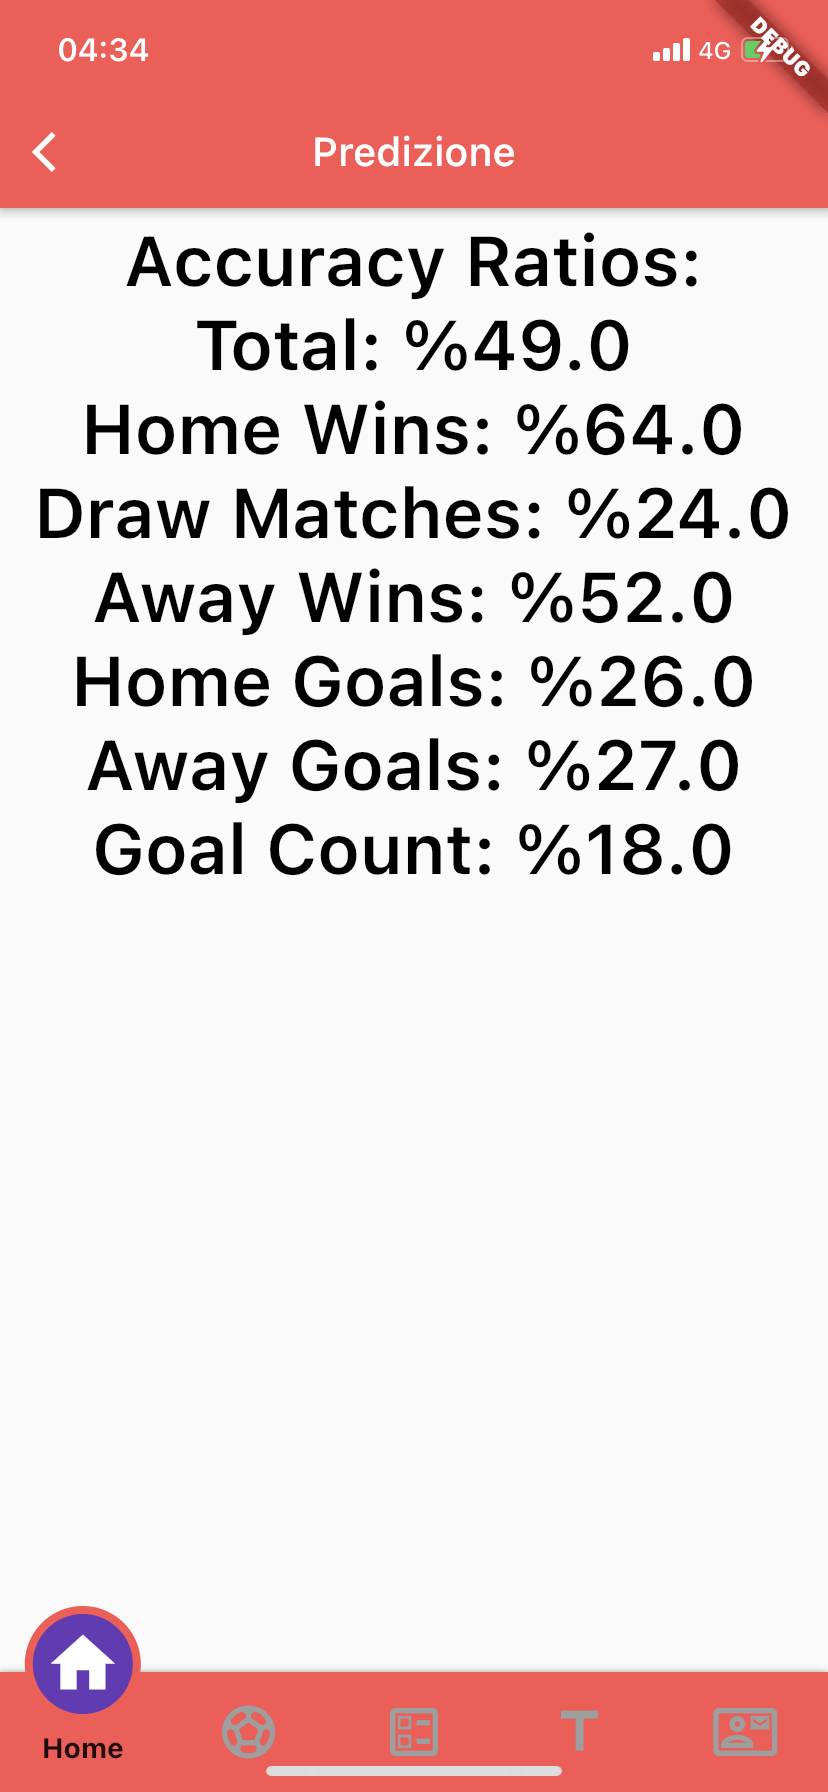 04:34
4G
DEBUG
Predizione
Accuracy Ratios:
Total: %49.0
Home Wins: %64.0
Draw Matches: %24.0
Away Wins: %52.0
Home Goals: %26.0
Away Goals: %27.0
Goal Count: %18.0
Home